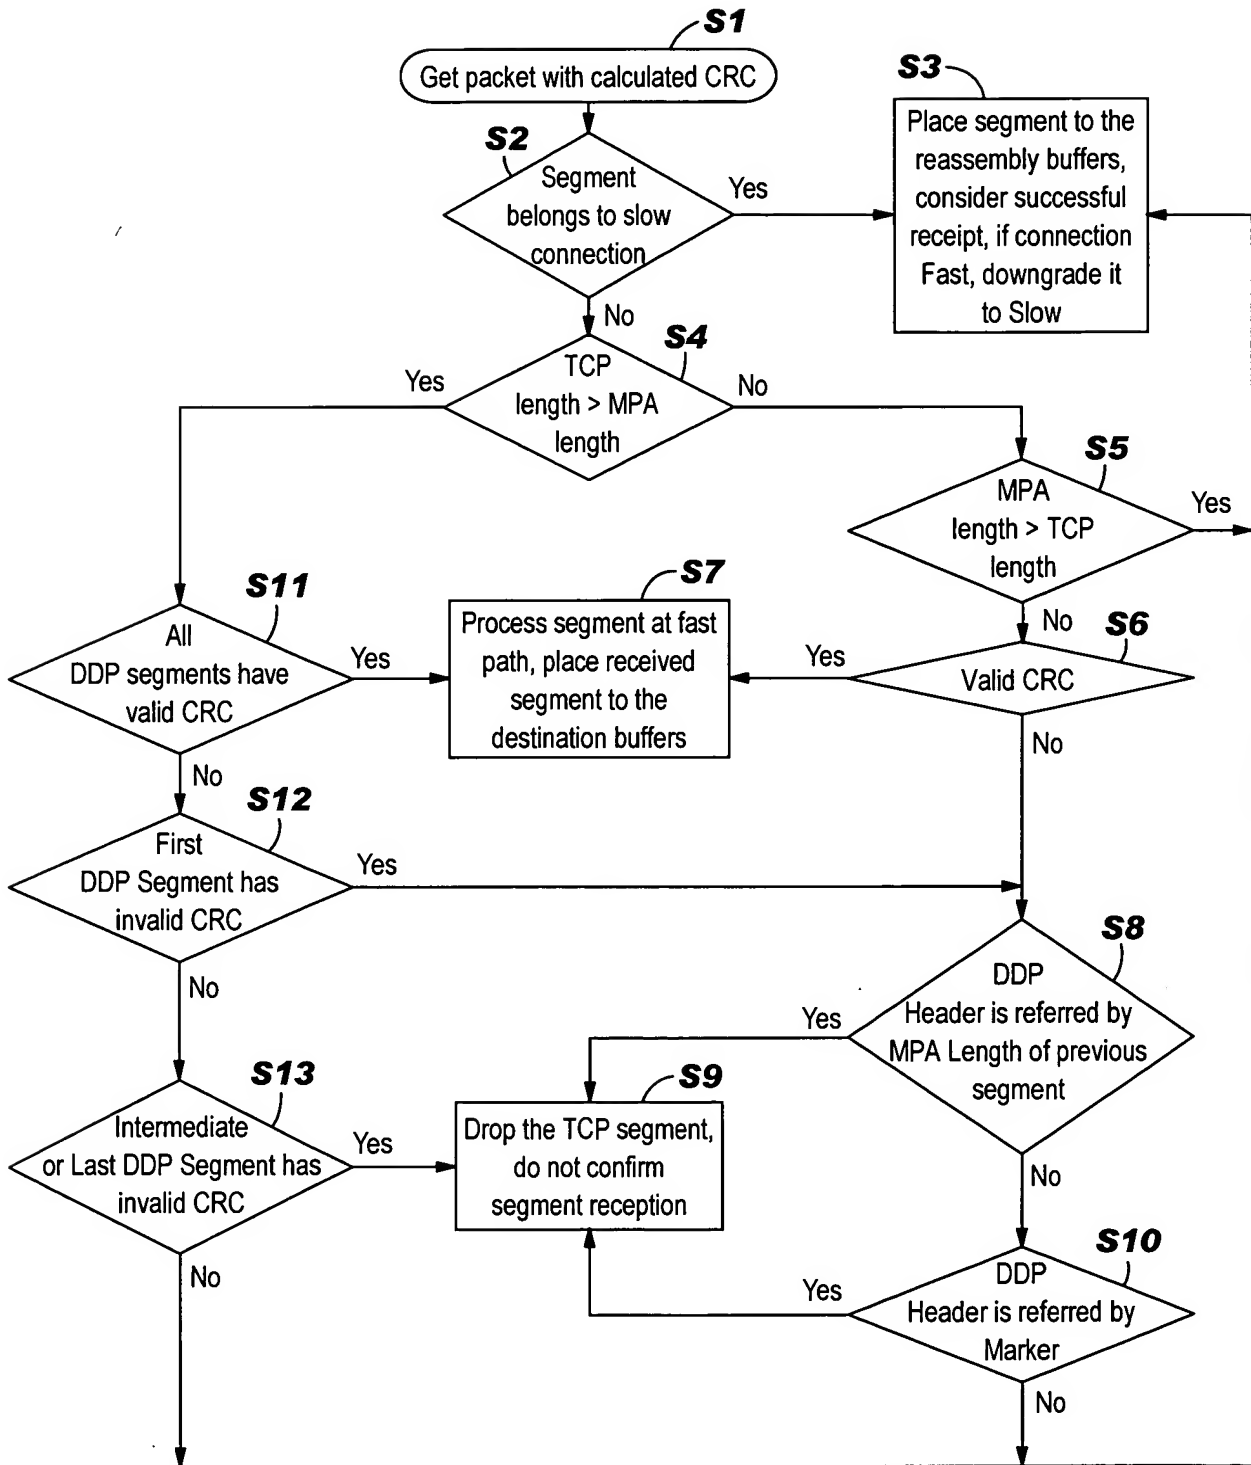 S1
Get packet with calculated CRC
S2
Segment
belongs to slow
connection
Yes
No
S3
Place segment to the
reassembly buffers,
consider successful
receipt, if connection
Fast, downgrade it
to Slow
S4
TCP
length > MPA
length
Yes
No
S5
MPA
length > TCP
length
Yes
No
S11
All
DDP segments have
valid CRC
Yes
No
S7
Process segment at fast
path, place received
segment to the
destination buffers
S6
Valid CRC
Yes
No
S12
First
DDP Segment has
invalid CRC
Yes
No
S8
DDP
Header is referred by
MPA Length of previous
segment
Yes
No
S13
Intermediate
or Last DDP Segment has
invalid CRC
Yes
No
S9
Drop the TCP segment,
do not confirm
segment reception
S10
DDP
Header is referred by
Marker
Yes
No